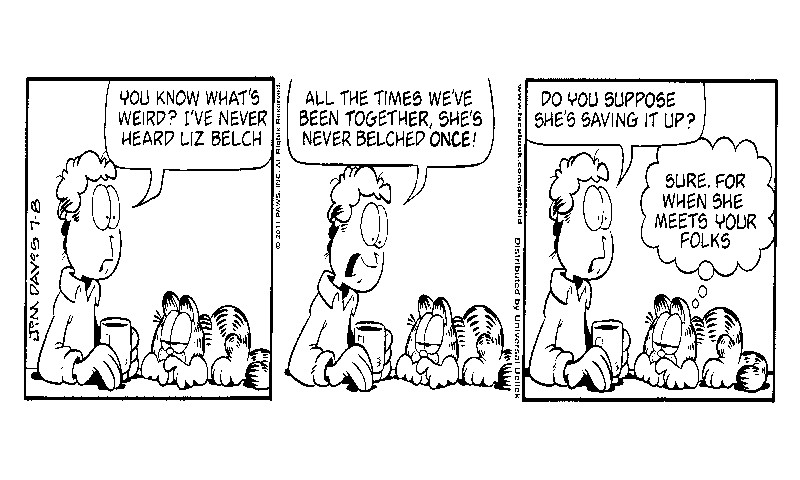 YOU KNOW WHAT'S
WEIRD? I'VE NEVER
HEARD LIZ BELCH
JIM DAVIS 7-8
© 2011 PAWS, INC. All Rights Reserved.
ALL THE TIMES WE'VE
BEEN TOGETHER, SHE'S
NEVER BELCHED ONCE!
www.facebook.com/garfield
Distributed by Universal Uclick
DO YOU SUPPOSE
SHE'S SAVING IT UP?
SURE. FOR
WHEN SHE
MEETS YOUR
FOLKS